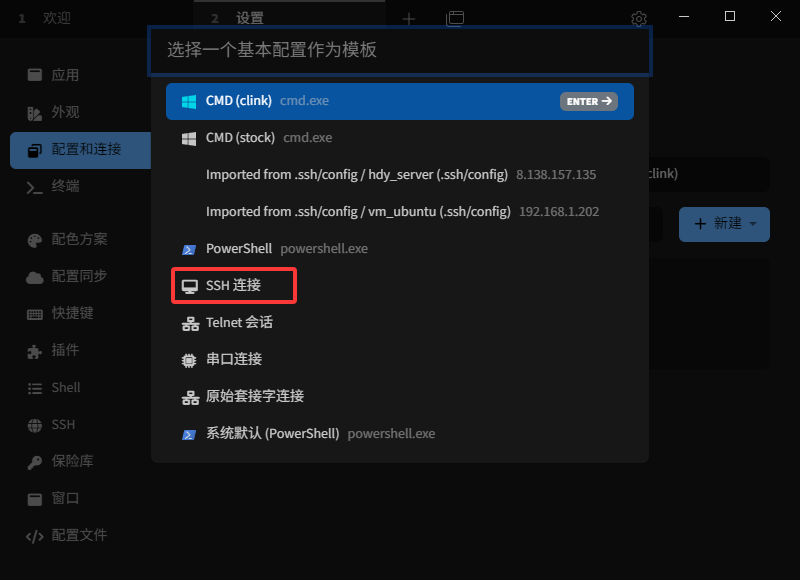 1 欢迎
2 设置
选择一个基本配置作为模板
应用
外观
配置和连接
终端
配色方案
配置同步
快捷键
插件
Shell
SSH
保险库
窗口
配置文件
CMD (clink) cmd.exe ENTER →
CMD (stock) cmd.exe
Imported from .ssh/config / hdy_server (.ssh/config) 8.138.157.135
Imported from .ssh/config / vm_ubuntu (.ssh/config) 192.168.1.202
PowerShell powershell.exe
SSH 连接
Telnet 会话
串口连接
原始套接字连接
系统默认 (PowerShell) powershell.exe
clink)
+ 新建